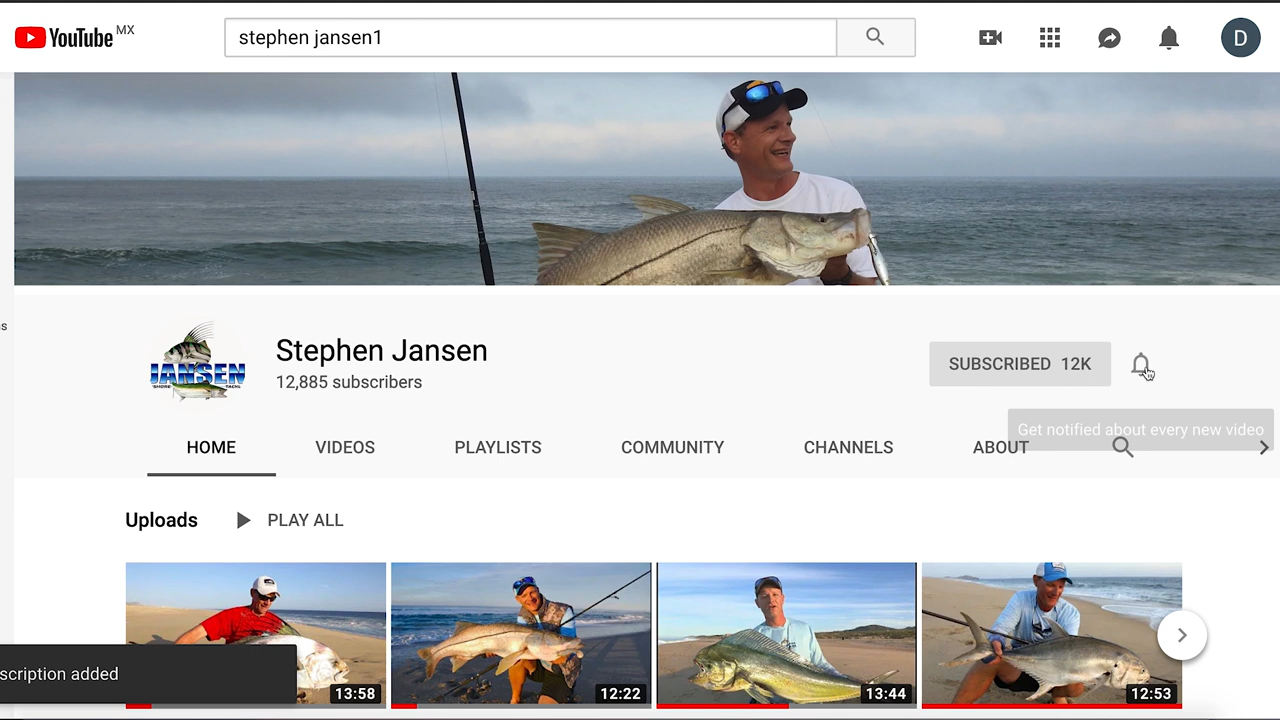 YouTube MX
stephen jansen1
D
s
JANSEN
Stephen Jansen
12,885 subscribers
SUBSCRIBED 12K
Get notified about every new video
HOME VIDEOS PLAYLISTS COMMUNITY CHANNELS ABOUT
Uploads PLAY ALL
scription added
13:58
12:22
13:44
12:53